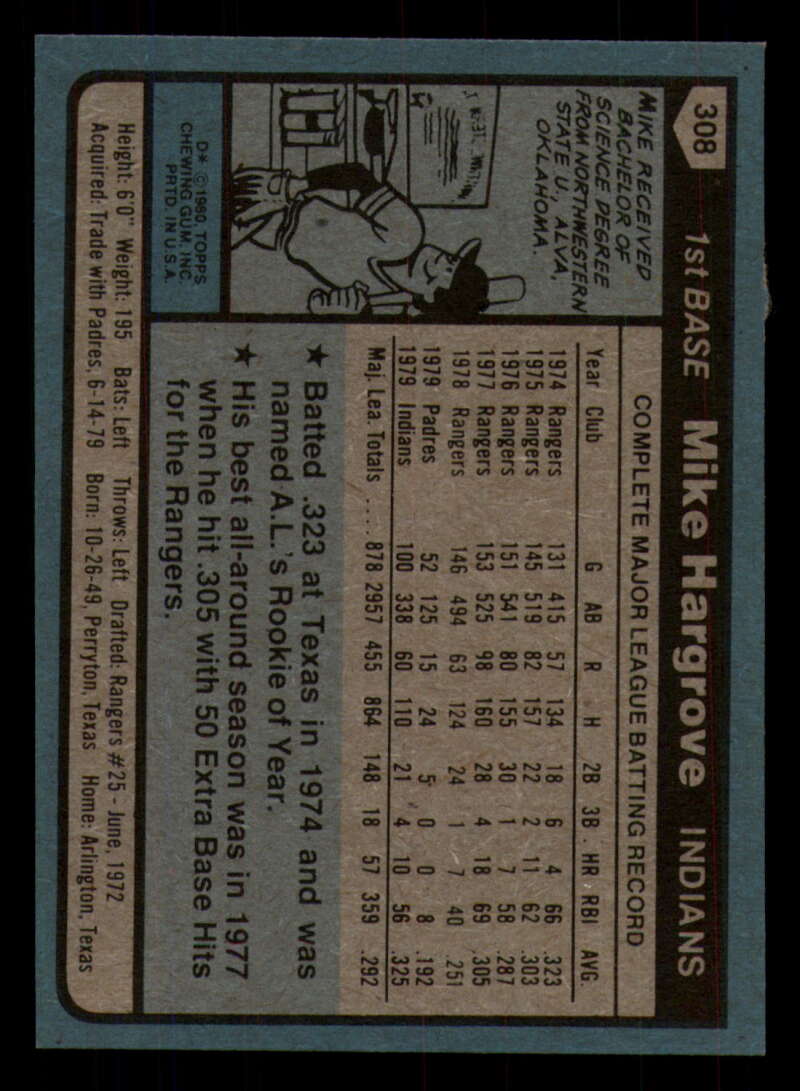 308 1st BASE Mike Hargrove INDIANS
MIKE RECEIVED
BACHELOR OF
SCIENCE DEGREE
FROM NORTHWESTERN
STATE U., ALVA,
OKLAHOMA.
D* © 1980 TOPPS
CHEWING GUM, INC.
PRTD. IN U.S.A.
COMPLETE MAJOR LEAGUE BATTING RECORD
Year Club G AB R H 2B 3B HR RBI AVG.
1974 Rangers 131 415 57 134 18 6 4 66 .323
1975 Rangers 145 519 82 157 22 2 11 62 .303
1976 Rangers 151 541 80 155 30 1 7 58 .287
1977 Rangers 153 525 98 160 28 4 18 69 .305
1978 Rangers 146 494 63 124 24 1 7 40 .251
1979 Padres 52 125 15 24 5 0 0 8 .192
1979 Indians 100 338 60 110 21 4 10 56 .325
Maj. Lea. Totals .... 878 2957 455 864 148 18 57 359 .292
★ Batted .323 at Texas in 1974 and was
named A.L.'s Rookie of Year.
★ His best all-around season was in 1977
when he hit .305 with 50 Extra Base Hits
for the Rangers.
Height: 6'0" Weight: 195 Bats: Left Throws: Left Drafted: Rangers #25 - June, 1972
Acquired: Trade with Padres, 6-14-79 Born: 10-26-49, Perryton, Texas Home: Arlington, Texas